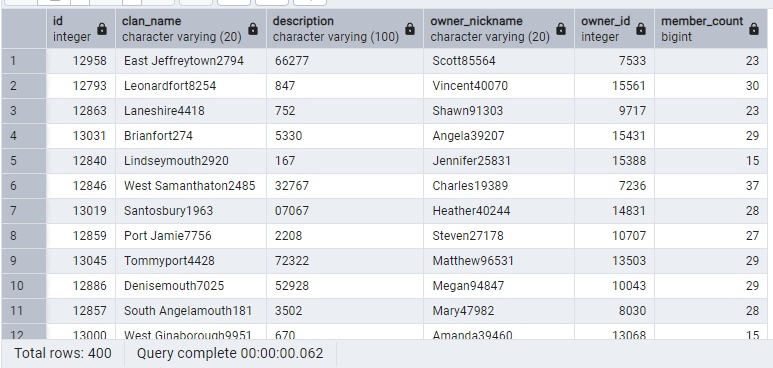 id clan_name description owner_nickname owner_id member_count
integer character varying (20) character varying (100) character varying (20) integer bigint
1 12958 East Jeffreytown2794 66277 Scott85564 7533 23
2 12793 Leonardfort8254 847 Vincent40070 15561 30
3 12863 Laneshire4418 752 Shawn91303 9717 23
4 13031 Brianfort274 5330 Angela39207 15431 29
5 12840 Lindseymouth2920 167 Jennifer25831 15388 15
6 12846 West Samanthaton2485 32767 Charles19389 7236 37
7 13019 Santosbury1963 07067 Heather40244 14831 28
8 12859 Port Jamie7756 2208 Steven27178 10707 27
9 13045 Tommyport4428 72322 Matthew96531 13503 29
10 12886 Denisemouth7025 52928 Megan94847 10043 29
11 12857 South Angelamouth181 3502 Mary47982 8030 28
12 13000 West Ginaborough9951 670 Amanda39460 13068 15
Total rows: 400 Query complete 00:00:00.062